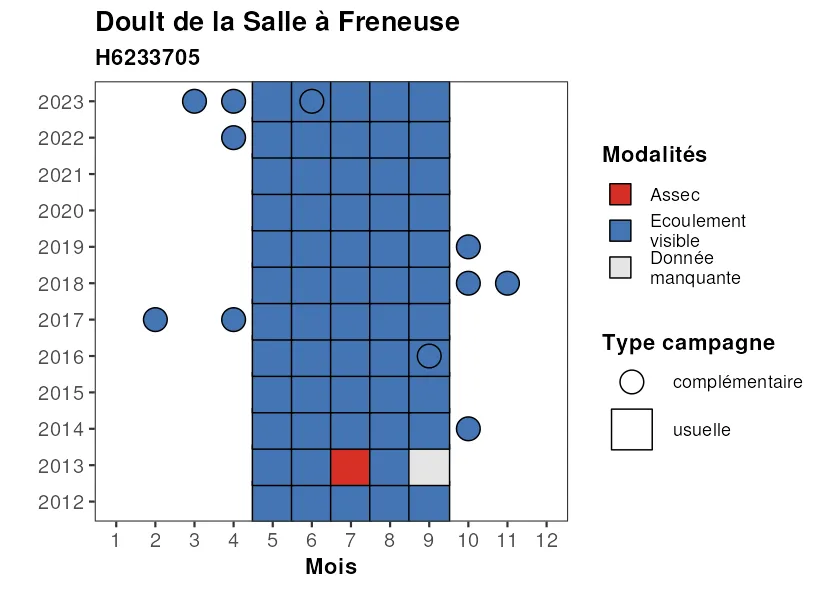 Doult de la Salle à Freneuse
H6233705
2023
2022
2021
2020
2019
2018
2017
2016
2015
2014
2013
2012
1 2 3 4 5 6 7 8 9 10 11 12
Mois
Modalités
Assec
Ecoulement
visible
Donnée
manquante
Type campagne
complémentaire
usuelle